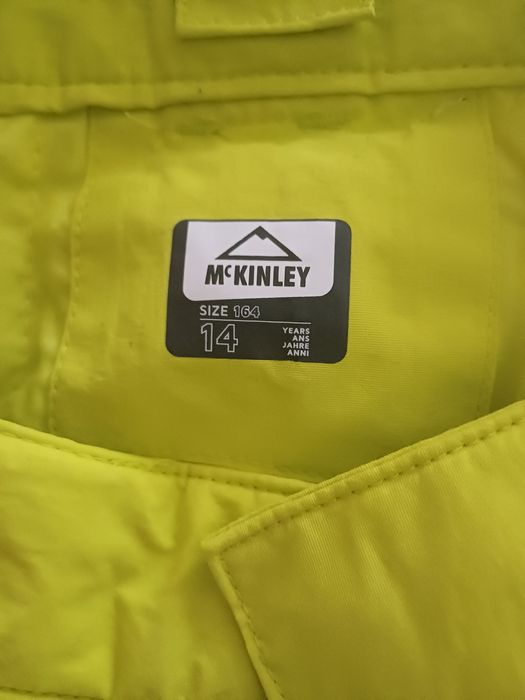 McKINLEY
SIZE 164
14
YEARS
ANS
JAHRE
ANNI